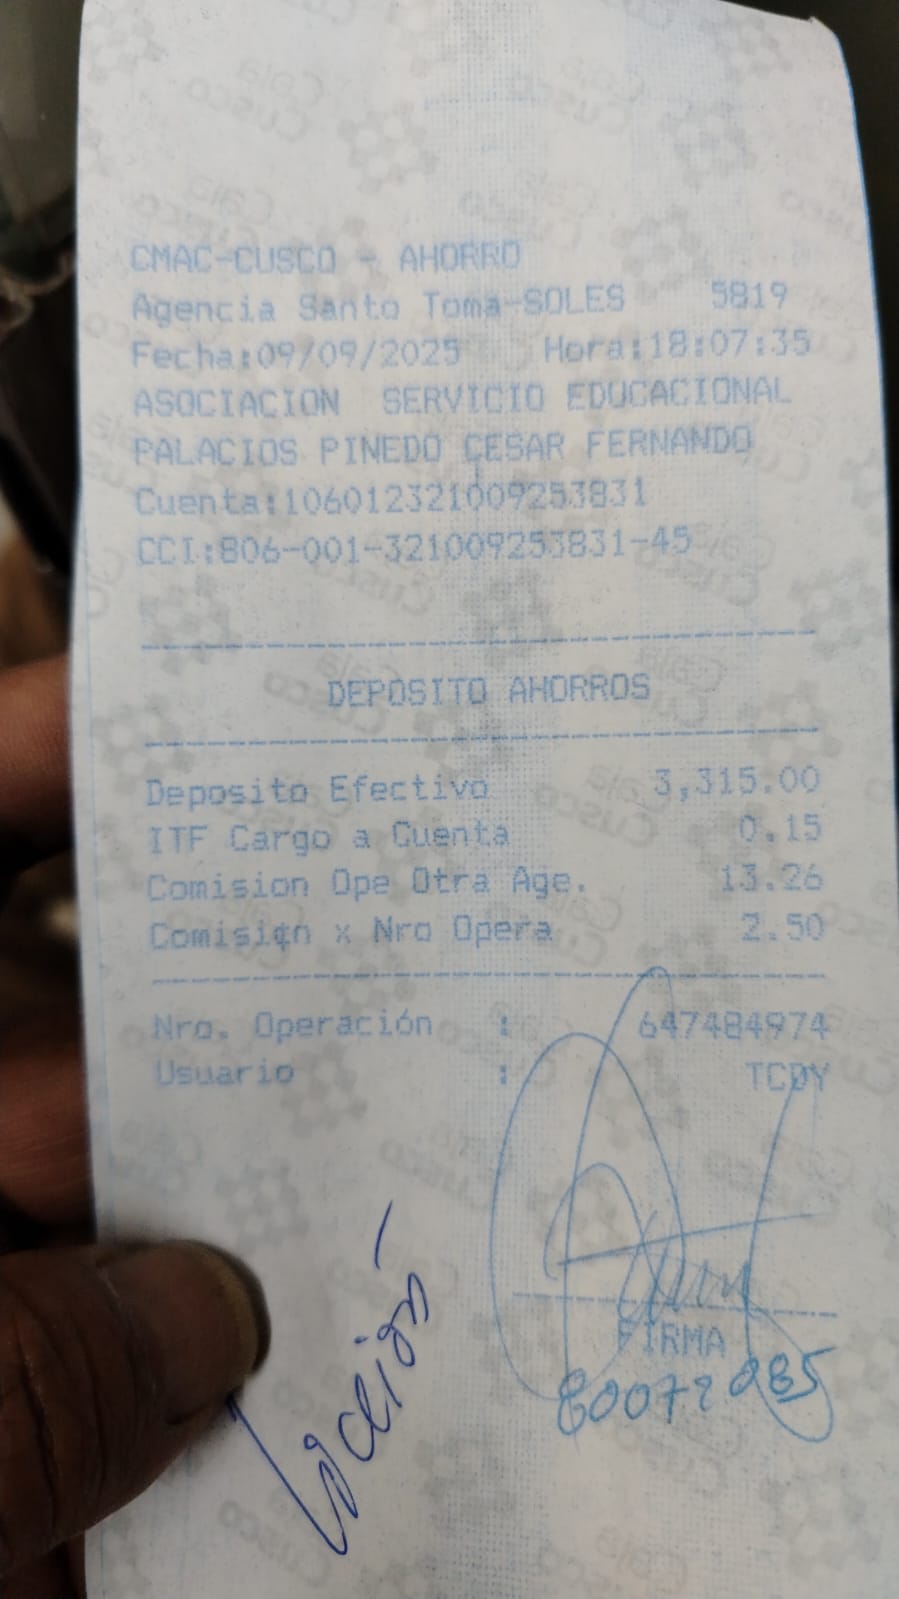 CMAC-CUSCO - AHORRO
Agencia Santo Toma-SOLES 5819
Fecha:09/09/2025 Hora:18:07:35
ASOCIACION SERVICIO EDUCACIONAL
PALACIOS PINEDO CESAR FERNANDO
Cuenta:106012321009253831
CCI:806-001-321009253831-45
DEPOSITO AHORROS
Deposito Efectivo 3,315.00
ITF Cargo a Cuenta 0.15
Comision Ope Otra Age. 13.26
Comision x Nro Opera 2.50
Nro. Operación : 647484974
Usuario : TCDY
FIRMA